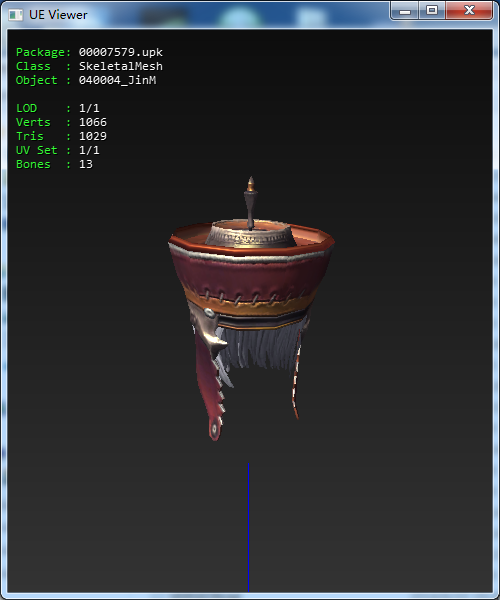 UE Viewer
Package: 00007579.upk
Class : SkeletalMesh
Object : 040004_JinM
LOD : 1/1
Verts : 1066
Tris : 1029
UV Set : 1/1
Bones : 13